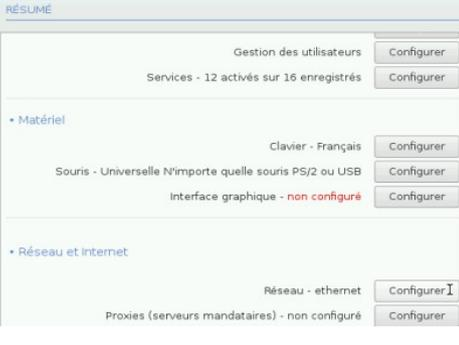 RÉSUMÉ
Gestion des utilisateurs Configurer
Services - 12 activés sur 16 enregistrés Configurer
• Matériel
Clavier - Français Configurer
Souris - Universelle N'importe quelle souris PS/2 ou USB Configurer
Interface graphique - non configuré Configurer
• Réseau et Internet
Réseau - ethernet Configurer
Proxies (serveurs mandataires) - non configuré Configurer